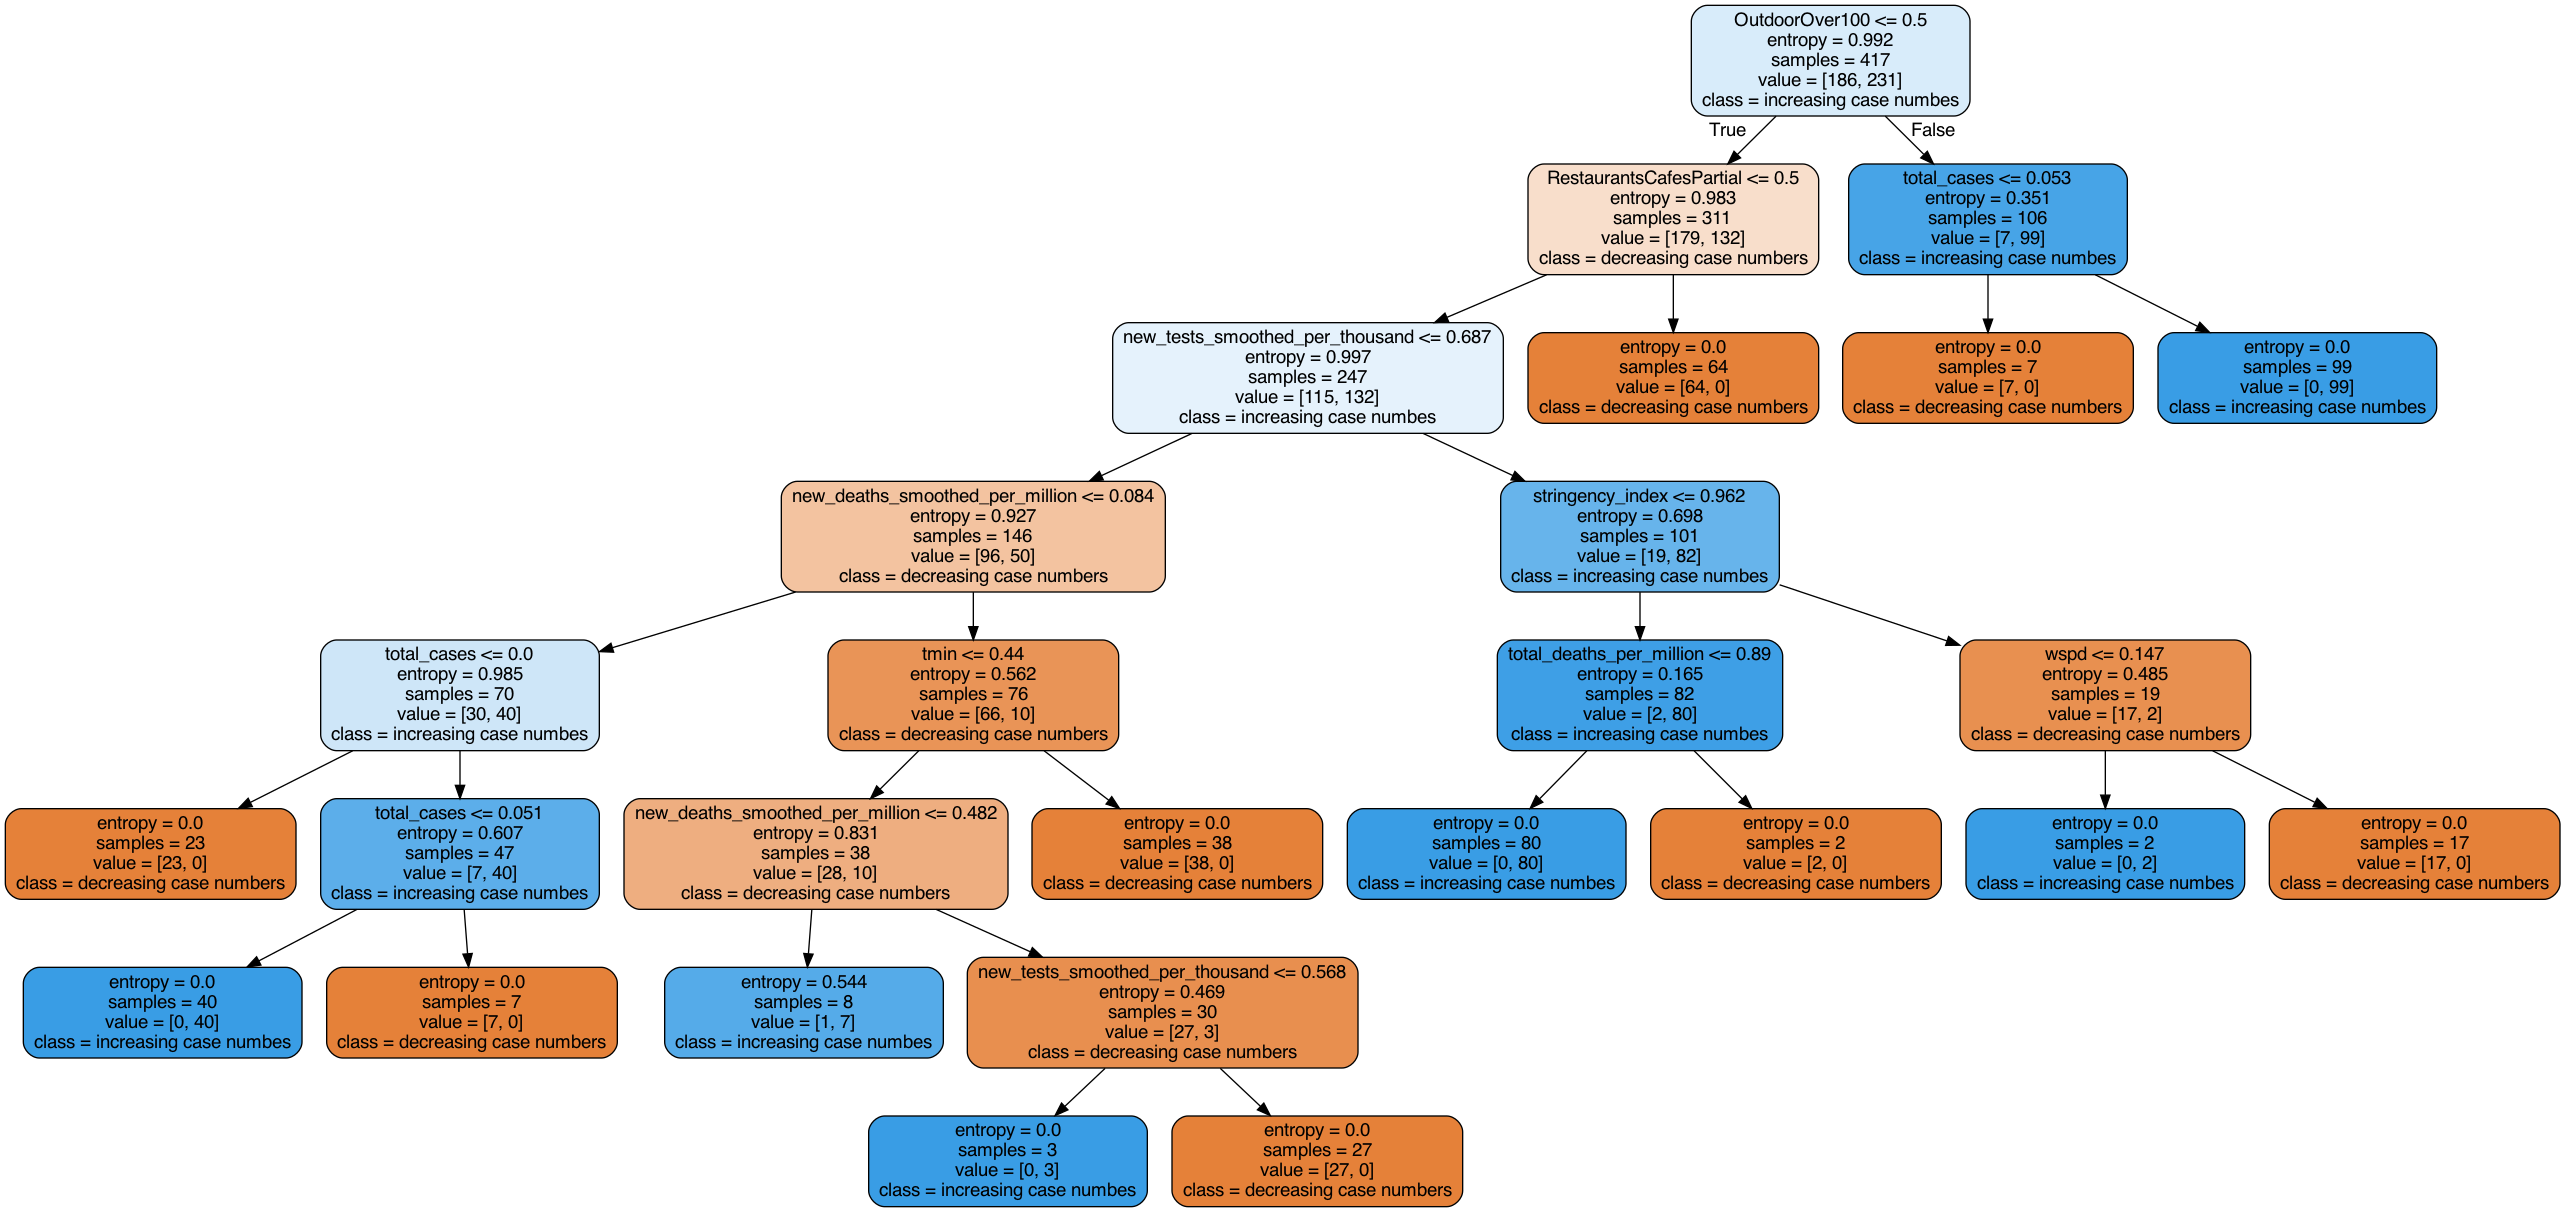 OutdoorOver100 <= 0.5
entropy = 0.992
samples = 417
value = [186, 231]
class = increasing case numbes
True
False
RestaurantsCafesPartial <= 0.5
entropy = 0.983
samples = 311
value = [179, 132]
class = decreasing case numbers
total_cases <= 0.053
entropy = 0.351
samples = 106
value = [7, 99]
class = increasing case numbes
new_tests_smoothed_per_thousand <= 0.687
entropy = 0.997
samples = 247
value = [115, 132]
class = increasing case numbes
entropy = 0.0
samples = 64
value = [64, 0]
class = decreasing case numbers
entropy = 0.0
samples = 7
value = [7, 0]
class = decreasing case numbers
entropy = 0.0
samples = 99
value = [0, 99]
class = increasing case numbes
new_deaths_smoothed_per_million <= 0.084
entropy = 0.927
samples = 146
value = [96, 50]
class = decreasing case numbers
stringency_index <= 0.962
entropy = 0.698
samples = 101
value = [19, 82]
class = increasing case numbes
total_cases <= 0.0
entropy = 0.985
samples = 70
value = [30, 40]
class = increasing case numbes
tmin <= 0.44
entropy = 0.562
samples = 76
value = [66, 10]
class = decreasing case numbers
total_deaths_per_million <= 0.89
entropy = 0.165
samples = 82
value = [2, 80]
class = increasing case numbes
wspd <= 0.147
entropy = 0.485
samples = 19
value = [17, 2]
class = decreasing case numbers
entropy = 0.0
samples = 23
value = [23, 0]
class = decreasing case numbers
total_cases <= 0.051
entropy = 0.607
samples = 47
value = [7, 40]
class = increasing case numbes
new_deaths_smoothed_per_million <= 0.482
entropy = 0.831
samples = 38
value = [28, 10]
class = decreasing case numbers
entropy = 0.0
samples = 38
value = [38, 0]
class = decreasing case numbers
entropy = 0.0
samples = 80
value = [0, 80]
class = increasing case numbes
entropy = 0.0
samples = 2
value = [2, 0]
class = decreasing case numbers
entropy = 0.0
samples = 2
value = [0, 2]
class = increasing case numbes
entropy = 0.0
samples = 17
value = [17, 0]
class = decreasing case numbers
entropy = 0.0
samples = 40
value = [0, 40]
class = increasing case numbes
entropy = 0.0
samples = 7
value = [7, 0]
class = decreasing case numbers
entropy = 0.544
samples = 8
value = [1, 7]
class = increasing case numbes
new_tests_smoothed_per_thousand <= 0.568
entropy = 0.469
samples = 30
value = [27, 3]
class = decreasing case numbers
entropy = 0.0
samples = 3
value = [0, 3]
class = increasing case numbes
entropy = 0.0
samples = 27
value = [27, 0]
class = decreasing case numbers